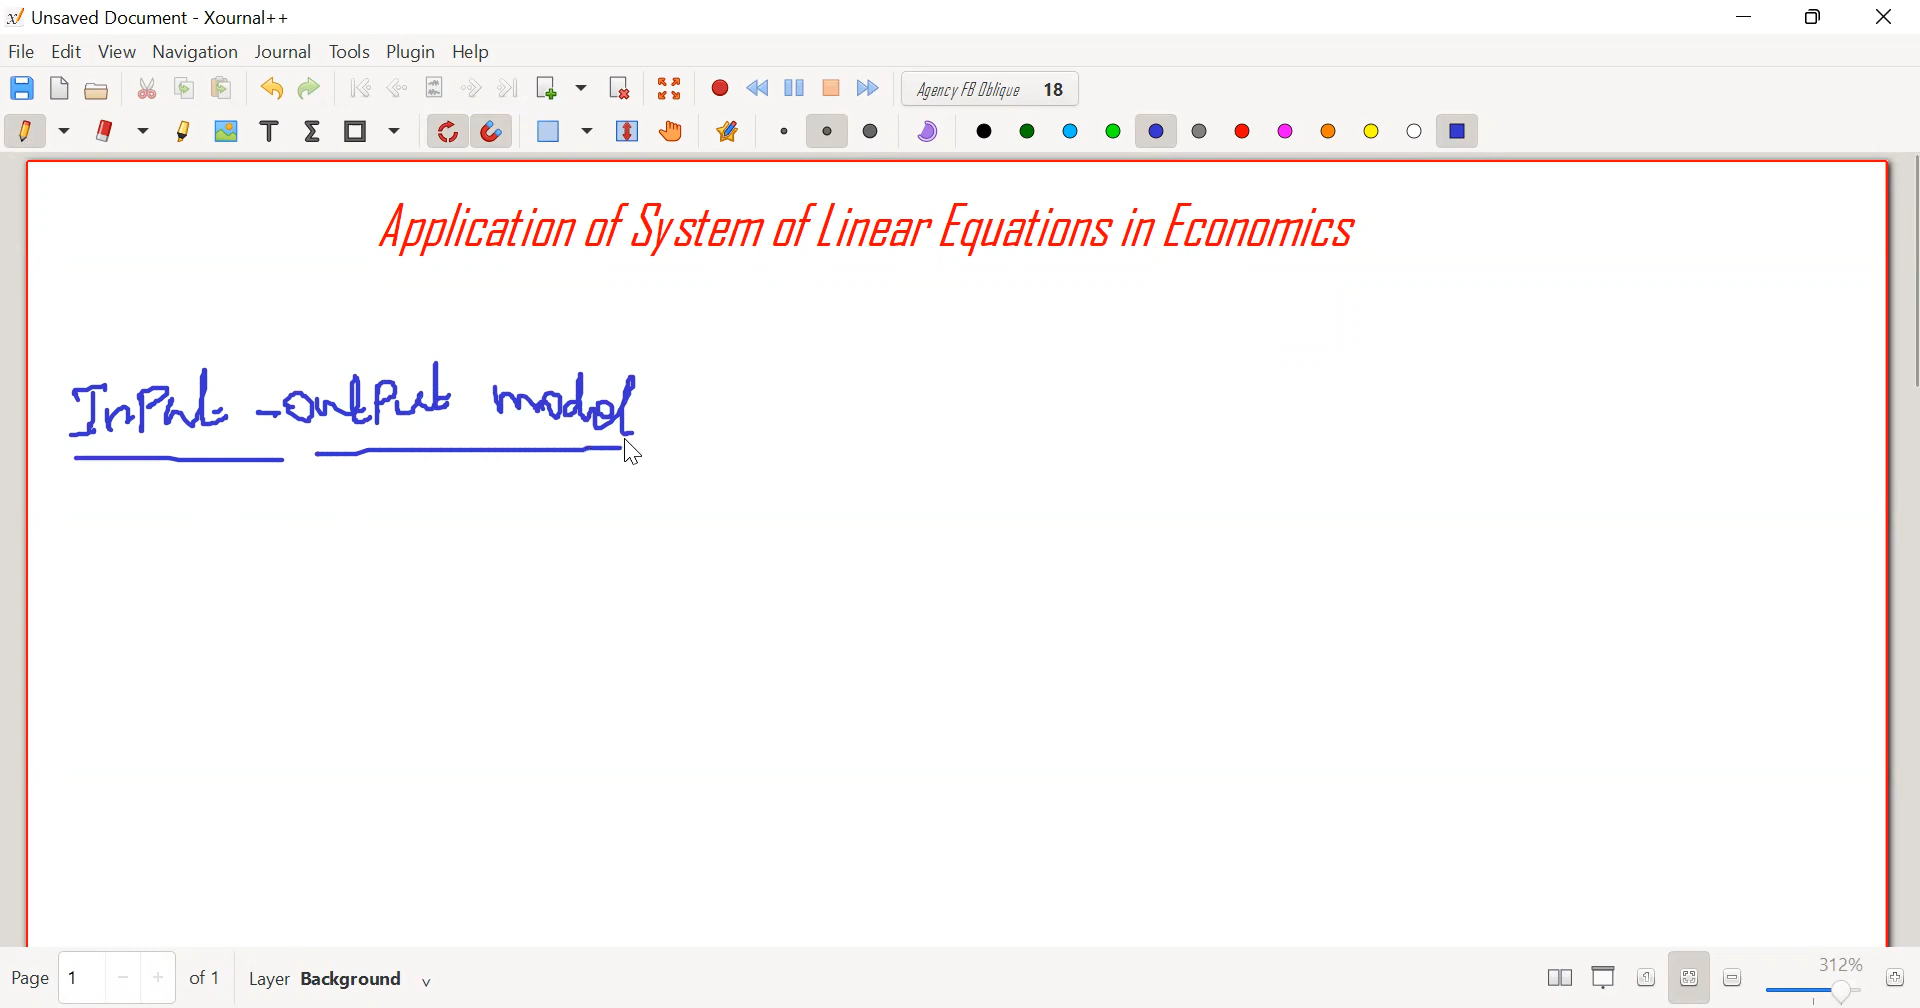 Unsaved Document - Xournal++
File Edit View Navigation Journal Tools Plugin Help
Agency FB Oblique 18
Application of System of Linear Equations in Economics
Input - output model
312%
Page 1 of 1 Layer Background